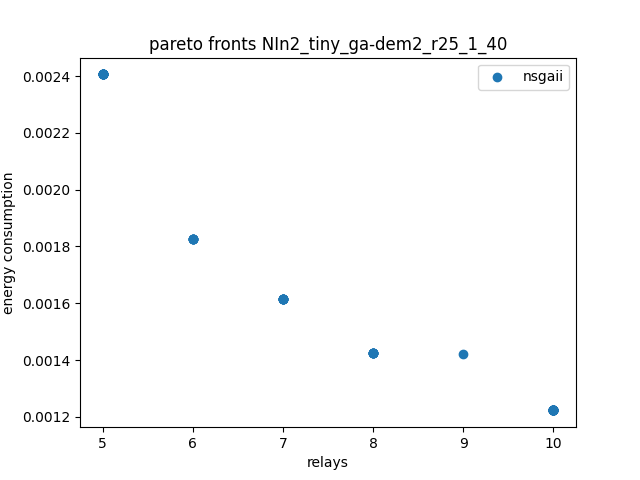 pareto fronts NIn2_tiny_ga-dem2_r25_1_40
nsgaii
energy consumption
0.0024
0.0022
0.0020
0.0018
0.0016
0.0014
0.0012
5 6 7 8 9 10
relays